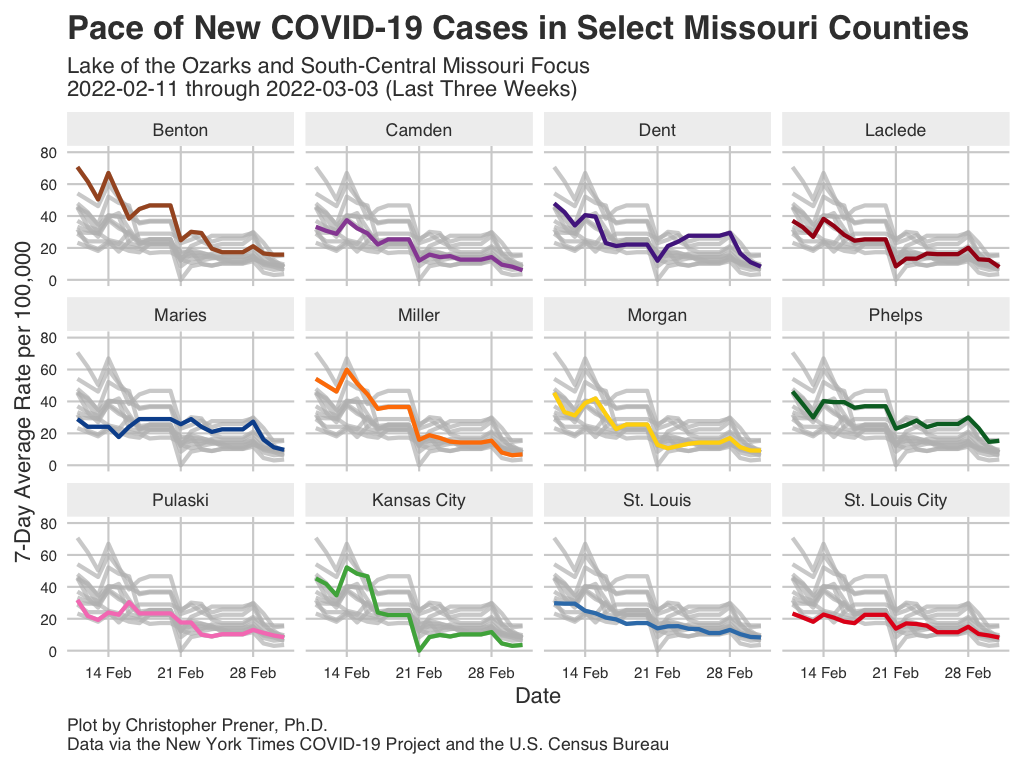 Pace of New COVID-19 Cases in Select Missouri Counties
Lake of the Ozarks and South-Central Missouri Focus
2022-02-11 through 2022-03-03 (Last Three Weeks)
Benton Camden Dent Laclede
80
60
40
20
0
Maries Miller Morgan Phelps
80
60
40
20
0
Pulaski Kansas City St. Louis St. Louis City
80
60
40
20
0
7-Day Average Rate per 100,000
14 Feb 21 Feb 28 Feb 14 Feb 21 Feb 28 Feb 14 Feb 21 Feb 28 Feb 14 Feb 21 Feb 28 Feb
Date
Plot by Christopher Prener, Ph.D.
Data via the New York Times COVID-19 Project and the U.S. Census Bureau